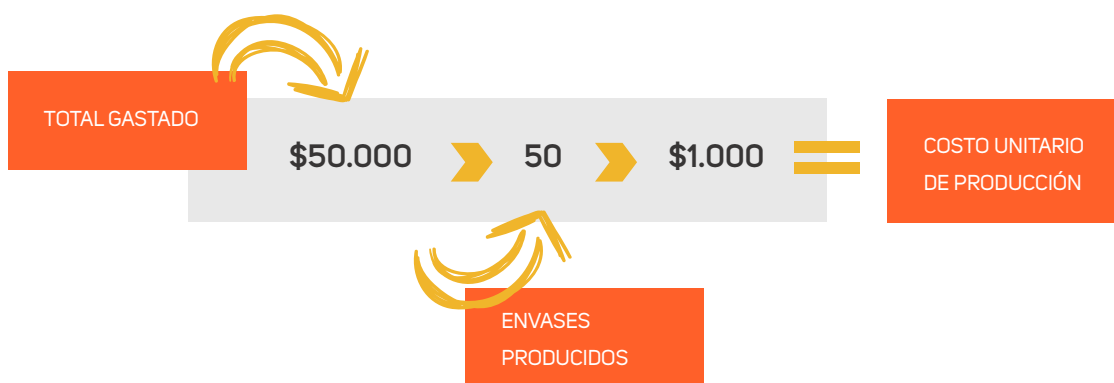 TOTAL GASTADO
$50.000 50 $1.000
COSTO UNITARIO
DE PRODUCCIÓN
ENVASES
PRODUCIDOS